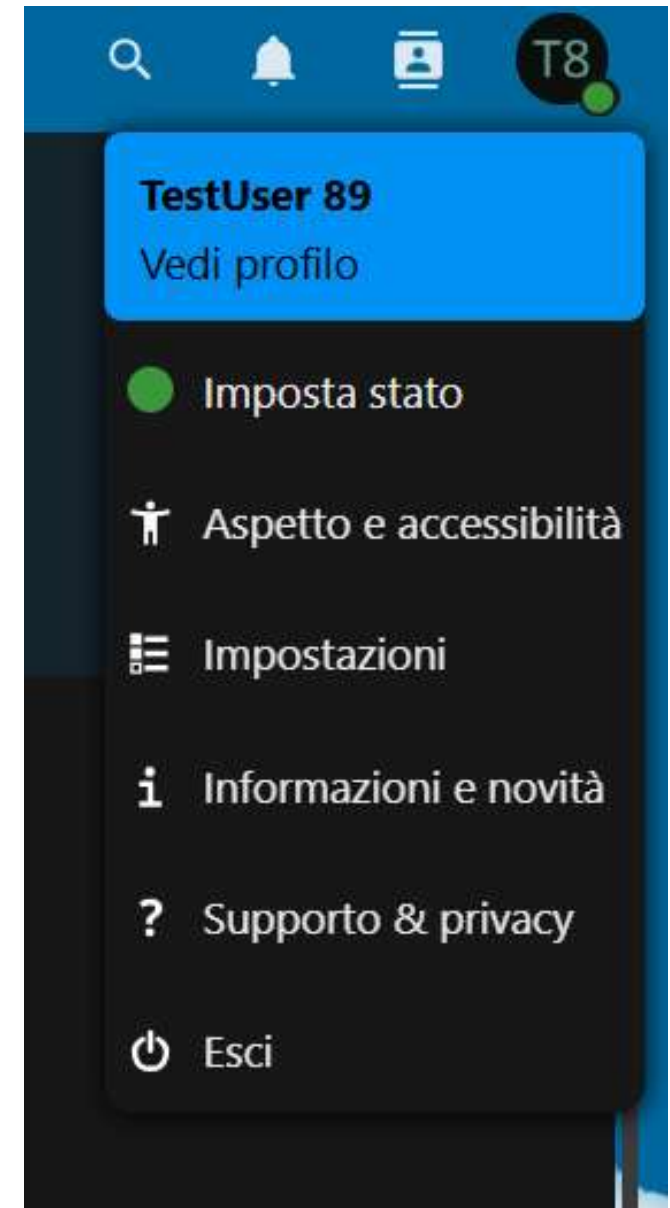 T8
TestUser 89
Vedi profilo
Imposta stato
Aspetto e accessibilità
Impostazioni
Informazioni e novità
Supporto & privacy
Esci